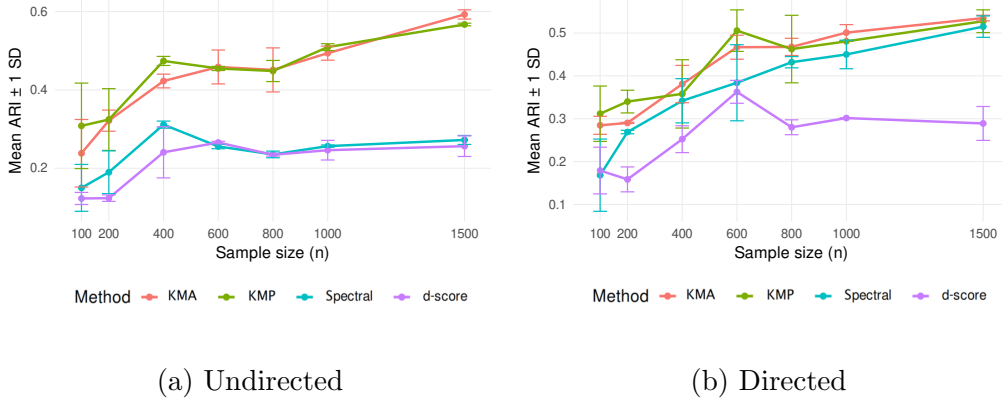 Mean ARI ± 1 SD
0.6
0.4
0.2
100 200 400 600 800 1000 1500
Sample size (n)
Method KMA KMP Spectral d-score
(a) Undirected
Mean ARI ± 1 SD
0.5
0.4
0.3
0.2
0.1
100 200 400 600 800 1000 1500
Sample size (n)
Method KMA KMP Spectral d-score
(b) Directed